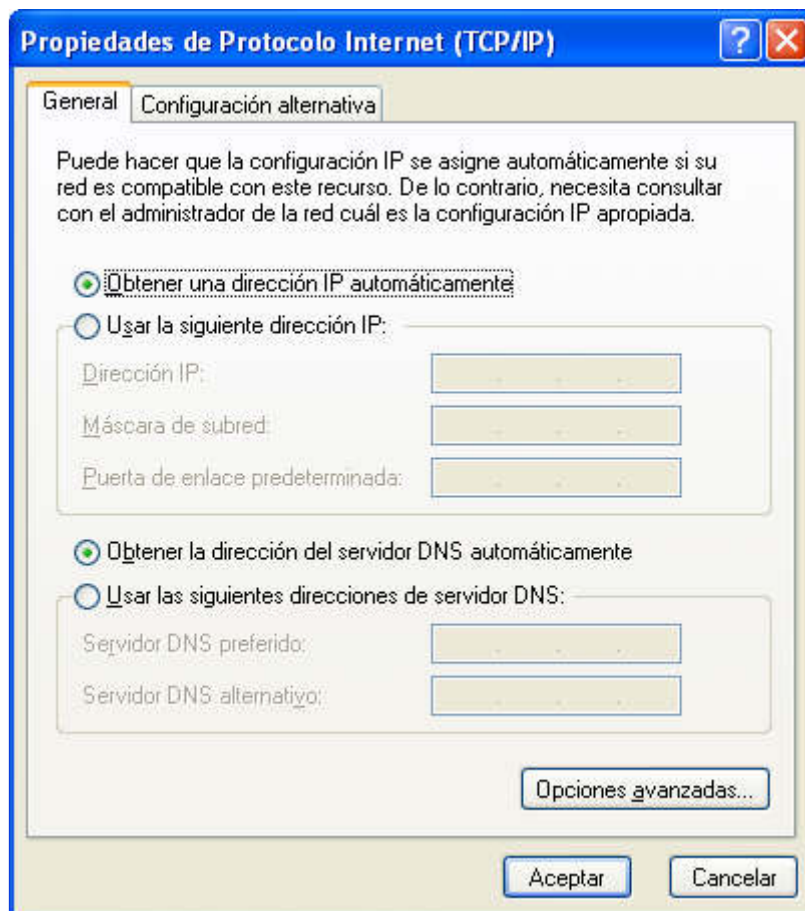 Propiedades de Protocolo Internet (TCP/IP)
General
Configuración alternativa
Puede hacer que la configuración IP se asigne automáticamente si su
red es compatible con este recurso. De lo contrario, necesita consultar
con el administrador de la red cuál es la configuración IP apropiada.
Obtener una dirección IP automáticamente
Usar la siguiente dirección IP:
Dirección IP:
Máscara de subred:
Puerta de enlace predeterminada:
Obtener la dirección del servidor DNS automáticamente
Usar las siguientes direcciones de servidor DNS:
Servidor DNS preferido:
Servidor DNS alternativo:
Opciones avanzadas...
Aceptar
Cancelar